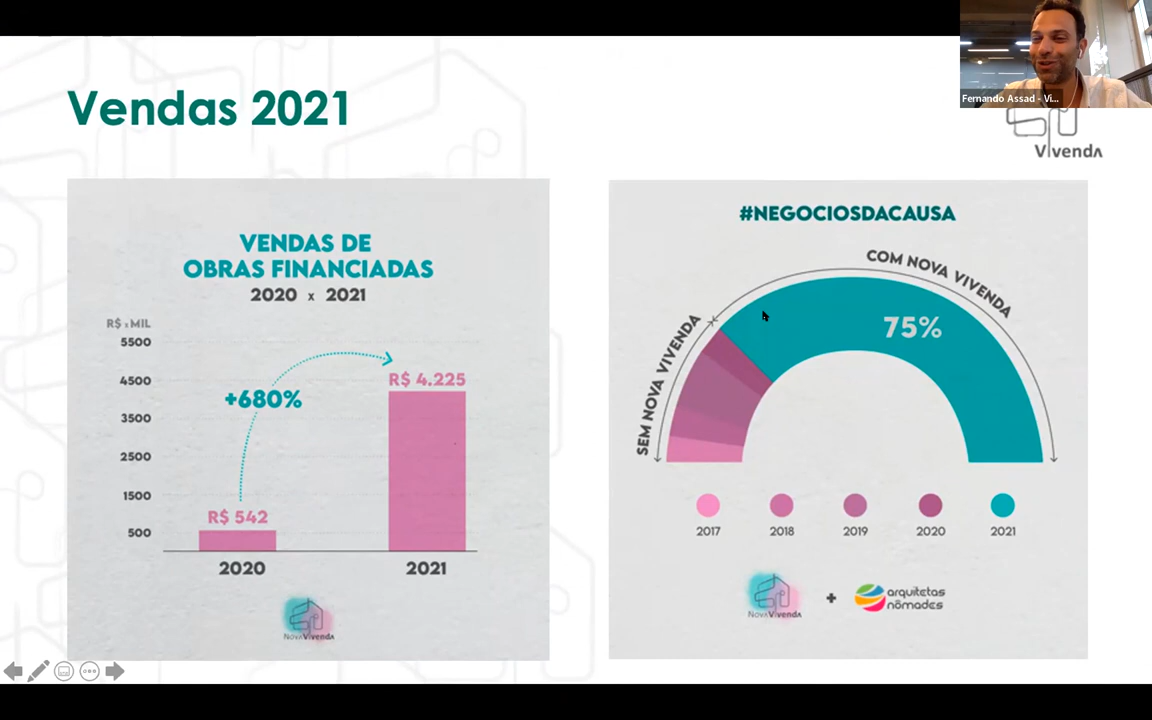 Fernando Assad - Vi...
Vendas 2021
Vivenda
VENDAS DE
OBRAS FINANCIADAS
2020 x 2021
R$ x MIL
5500
4500
3500
2500
1500
500
+680%
R$ 542
R$ 4.225
2020
2021
NovaVivenda
#NEGOCIOSDACAUSA
SEM NOVA VIVENDA
COM NOVA VIVENDA
75%
2017
2018
2019
2020
2021
NovaVivenda
+
arquitetas
nômades